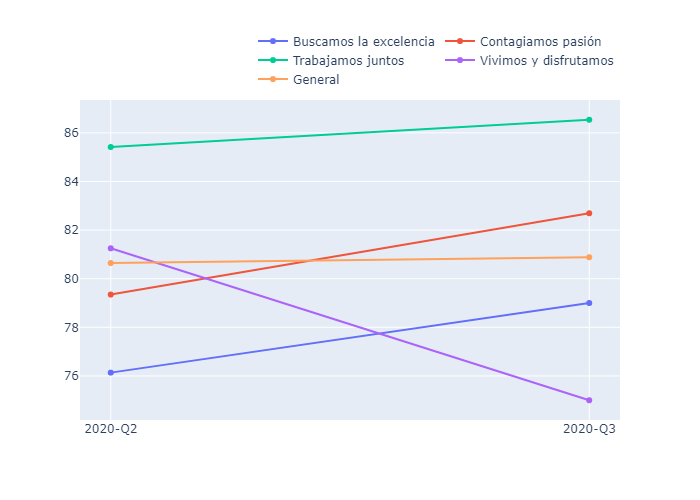 Buscamos la excelencia Contagiamos pasión
Trabajamos juntos Vivimos y disfrutamos
General
86
84
82
80
78
76
2020-Q2 2020-Q3